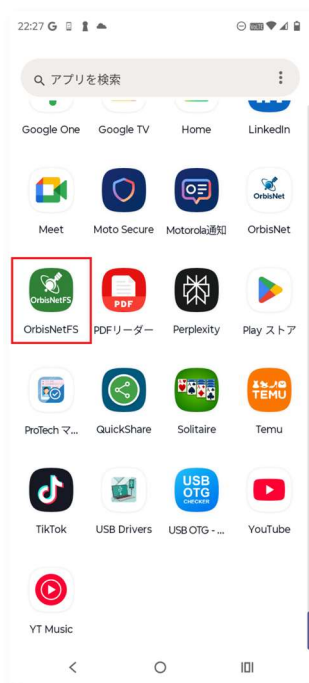 22:27 G
アプリを検索
Google One Google TV Home LinkedIn
OrbisNet
Meet Moto Secure Motorola通知 OrbisNet
OrbisNetFS PDF
OrbisNetFS PDFリーダー Perplexity Play ストア
TEMU
ProTech マ... QuickShare Solitaire Temu
USB
OTG
CHECKER
TikTok USB Drivers USB OTG - ... YouTube
YT Music